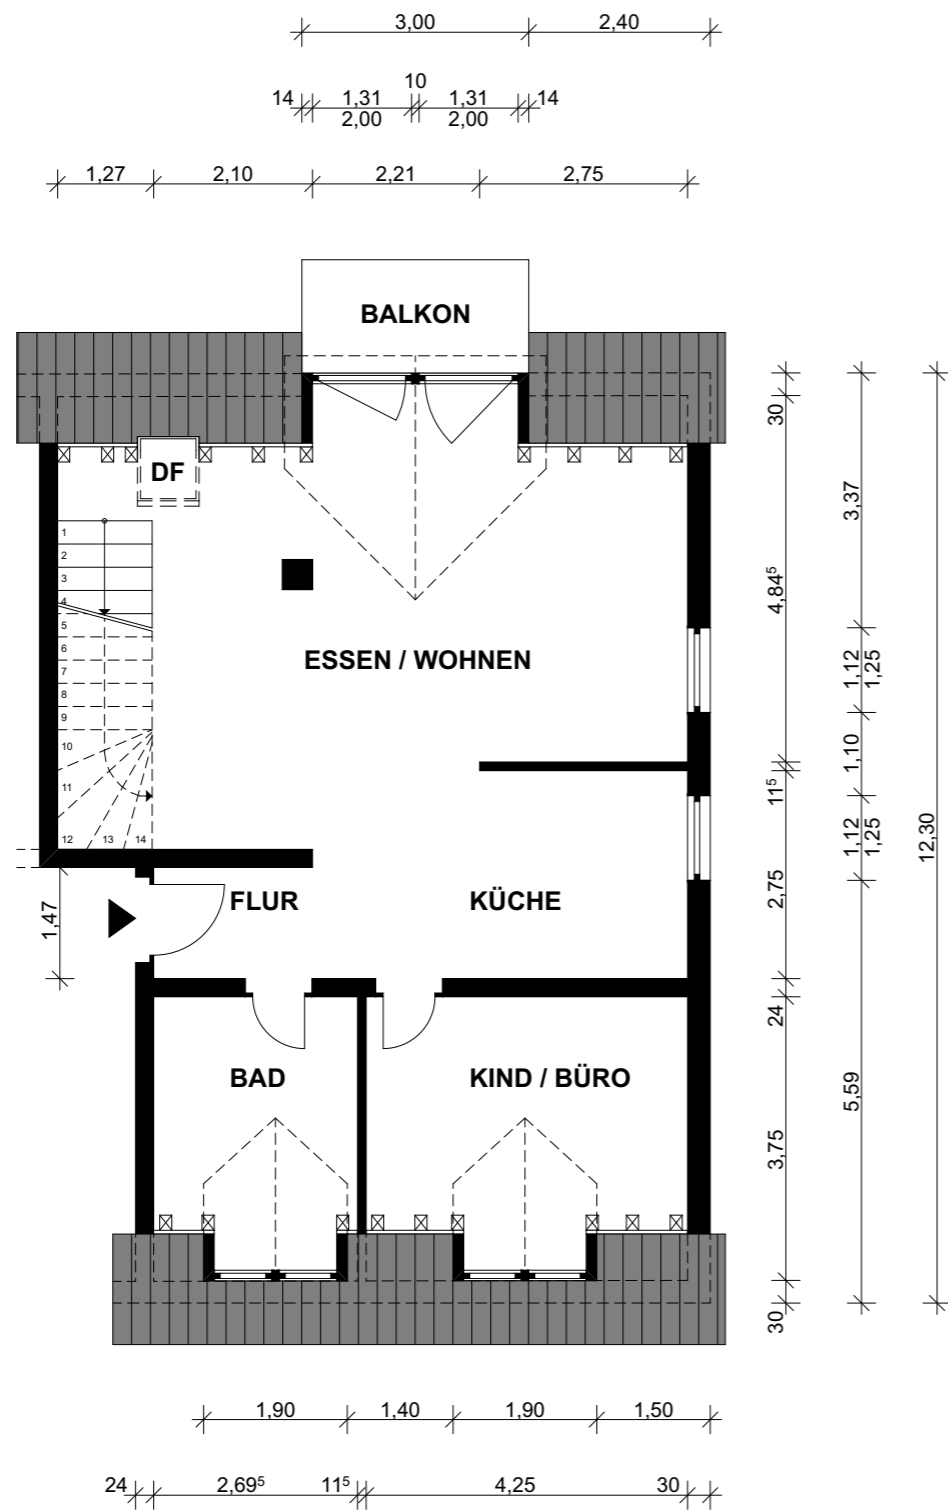 3,00 2,40
10
14 1,31 1,31 14
2,00 2,00
1,27 2,10 2,21 2,75
BALKON
30
DF
3,37
1
2
3
4
5
6
7
8
9
10
11
12 13 14
4,84⁵
ESSEN / WOHNEN
1,12
1,25
1,10
11⁵
1,12
1,25
12,30
2,75
1,47
FLUR
KÜCHE
24
BAD
KIND / BÜRO
5,59
3,75
30
1,90 1,40 1,90 1,50
24 2,69⁵ 11⁵ 4,25 30